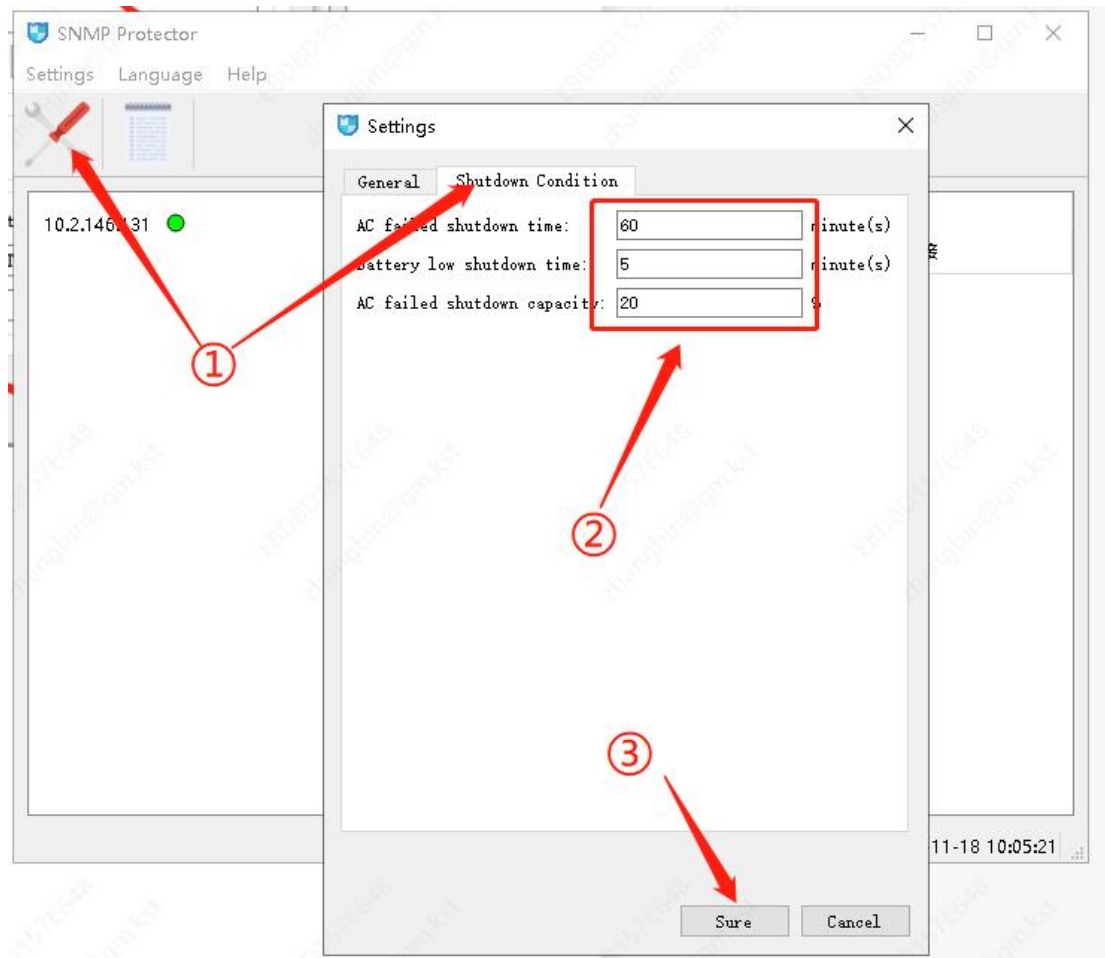 SNMP Protector
Settings Language Help
Settings
General Shutdown Condition
10.2.146.131
AC failed shutdown time: 60 minute(s)
Battery low shutdown time: 5 minute(s)
AC failed shutdown capacity: 20 %
①
②
③
11-18 10:05:21
Sure Cancel